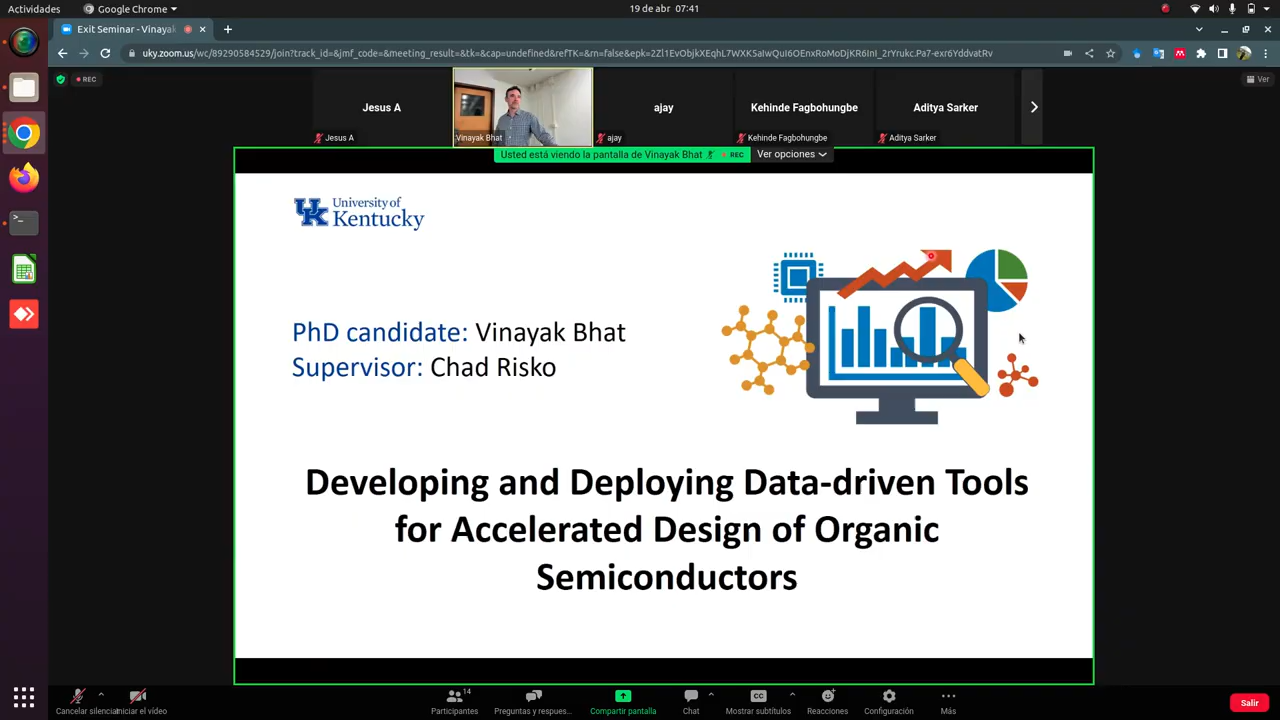 Actividades
Google Chrome
19 de abr 07:41
Exit Seminar - Vinayak
uky.zoom.us/wc/89290584529/join?track_id=&jmf_code=&meeting_result=&tk=&cap=undefined&refTK=&rn=false&epk=2Zl1EvObjkXEqhL7WXK5aIwQuI6OEnxRoMoDjKR6InI_2rYrukc.Pa7-exr6YddvatRv
REC
Ver
Jesus A
ajay
Kehinde Fagbohungbe
Aditya Sarker
Jesus A
Vinayak Bhat
ajay
Kehinde Fagbohungbe
Aditya Sarker
Usted está viendo la pantalla de Vinayak Bhat
REC
Ver opciones
University of
Kentucky
PhD candidate: Vinayak Bhat
Supervisor: Chad Risko
Developing and Deploying Data-driven Tools
for Accelerated Design of Organic
Semiconductors
Cancelar silenciar
Iniciar el vídeo
14
Participantes
Preguntas y respues...
Compartir pantalla
Chat
CC
Mostrar subtítulos
Reacciones
Configuración
Más
Salir